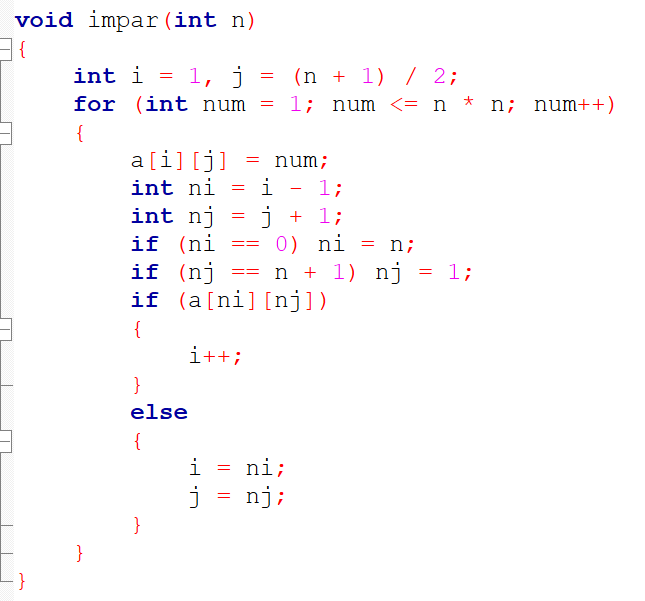 void impar(int n)
{
    int i = 1, j = (n + 1) / 2;
    for (int num = 1; num <= n * n; num++)
    {
        a[i][j] = num;
        int ni = i - 1;
        int nj = j + 1;
        if (ni == 0) ni = n;
        if (nj == n + 1) nj = 1;
        if (a[ni][nj])
        {
            i++;
        }
        else
        {
            i = ni;
            j = nj;
        }
    }
}